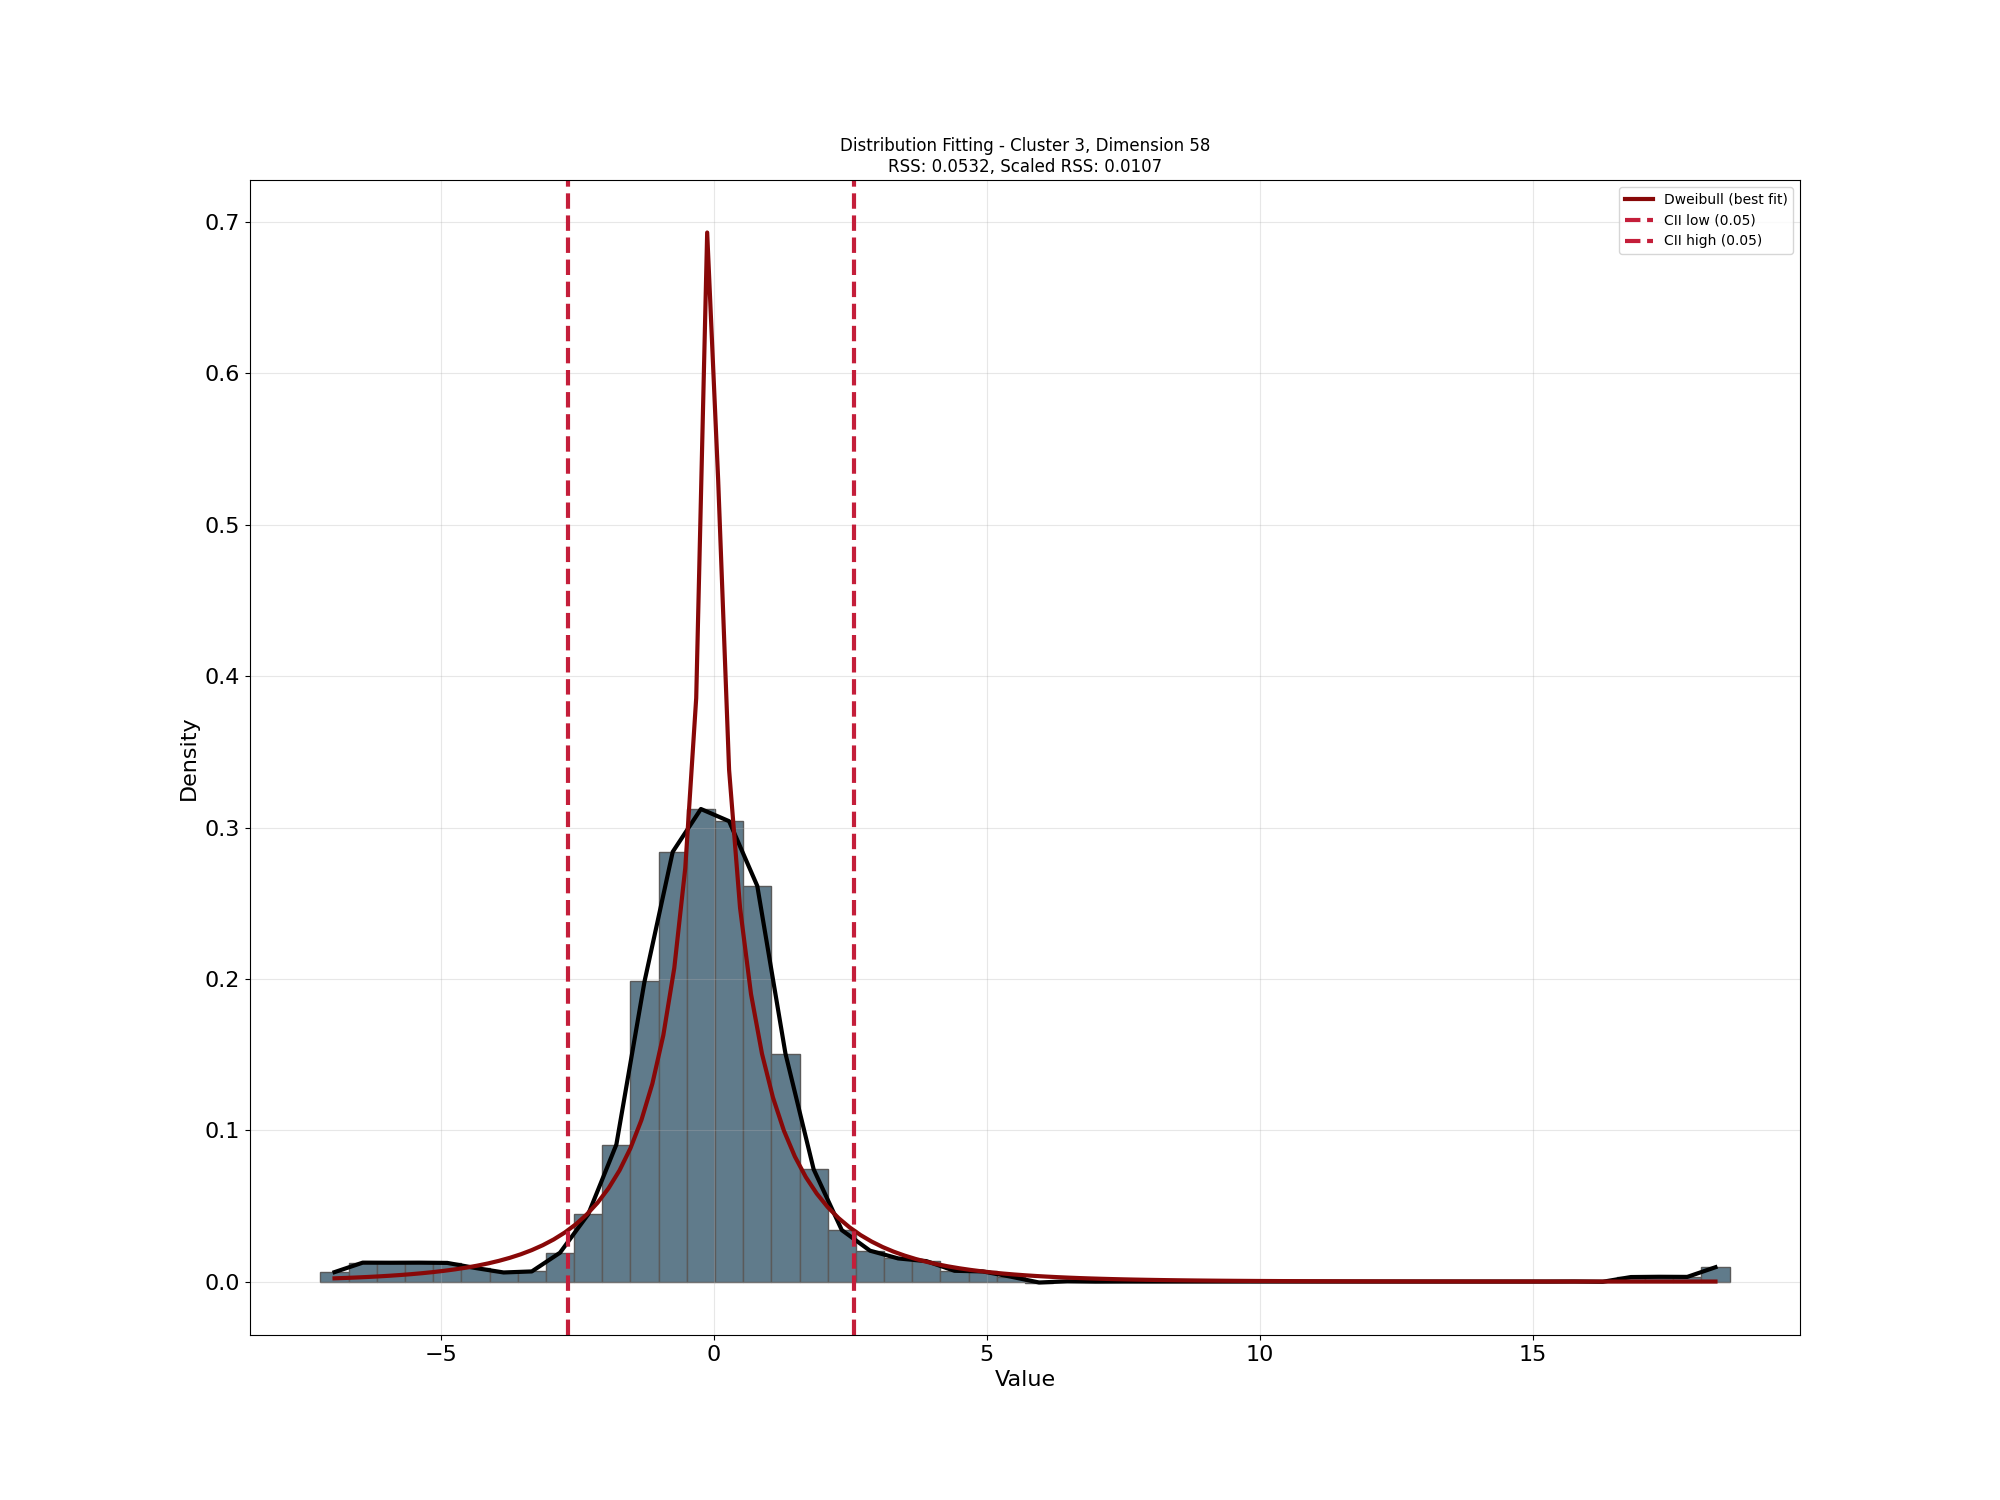 Distribution Fitting - Cluster 3, Dimension 58
RSS: 0.0532, Scaled RSS: 0.0107
Dweibull (best fit)
CII low (0.05)
CII high (0.05)
0.7
0.6
0.5
0.4
0.3
0.2
0.1
0.0
Density
−5
0
5
10
15
Value